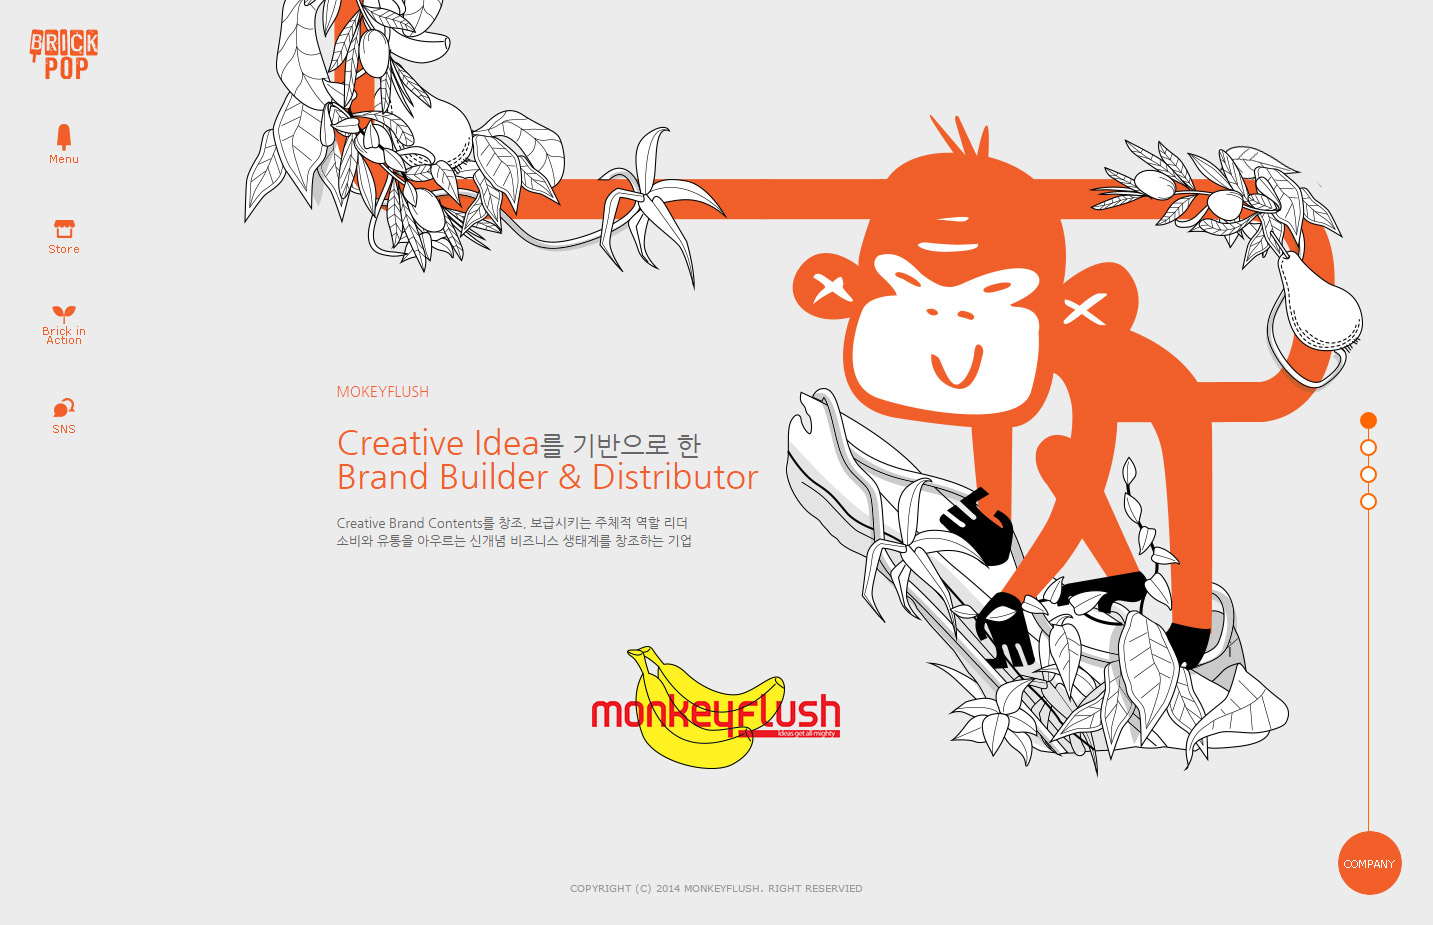 BRICK
POP
Menu
Store
Brick in
Action
SNS
MOKEYFLUSH
Creative Idea를 기반으로 한
Brand Builder & Distributor
Creative Brand Contents를 창조, 보급시키는 주체적 역할 리더
소비와 유통을 아우르는 신개념 비즈니스 생태계를 창조하는 기업
monkeyflush
Ideas get all mighty
COMPANY
COPYRIGHT (C) 2014 MONKEYFLUSH. RIGHT RESERVIED